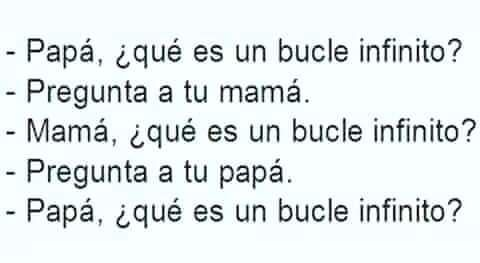 - Papá, ¿qué es un bucle infinito?
- Pregunta a tu mamá.
- Mamá, ¿qué es un bucle infinito?
- Pregunta a tu papá.
- Papá, ¿qué es un bucle infinito?